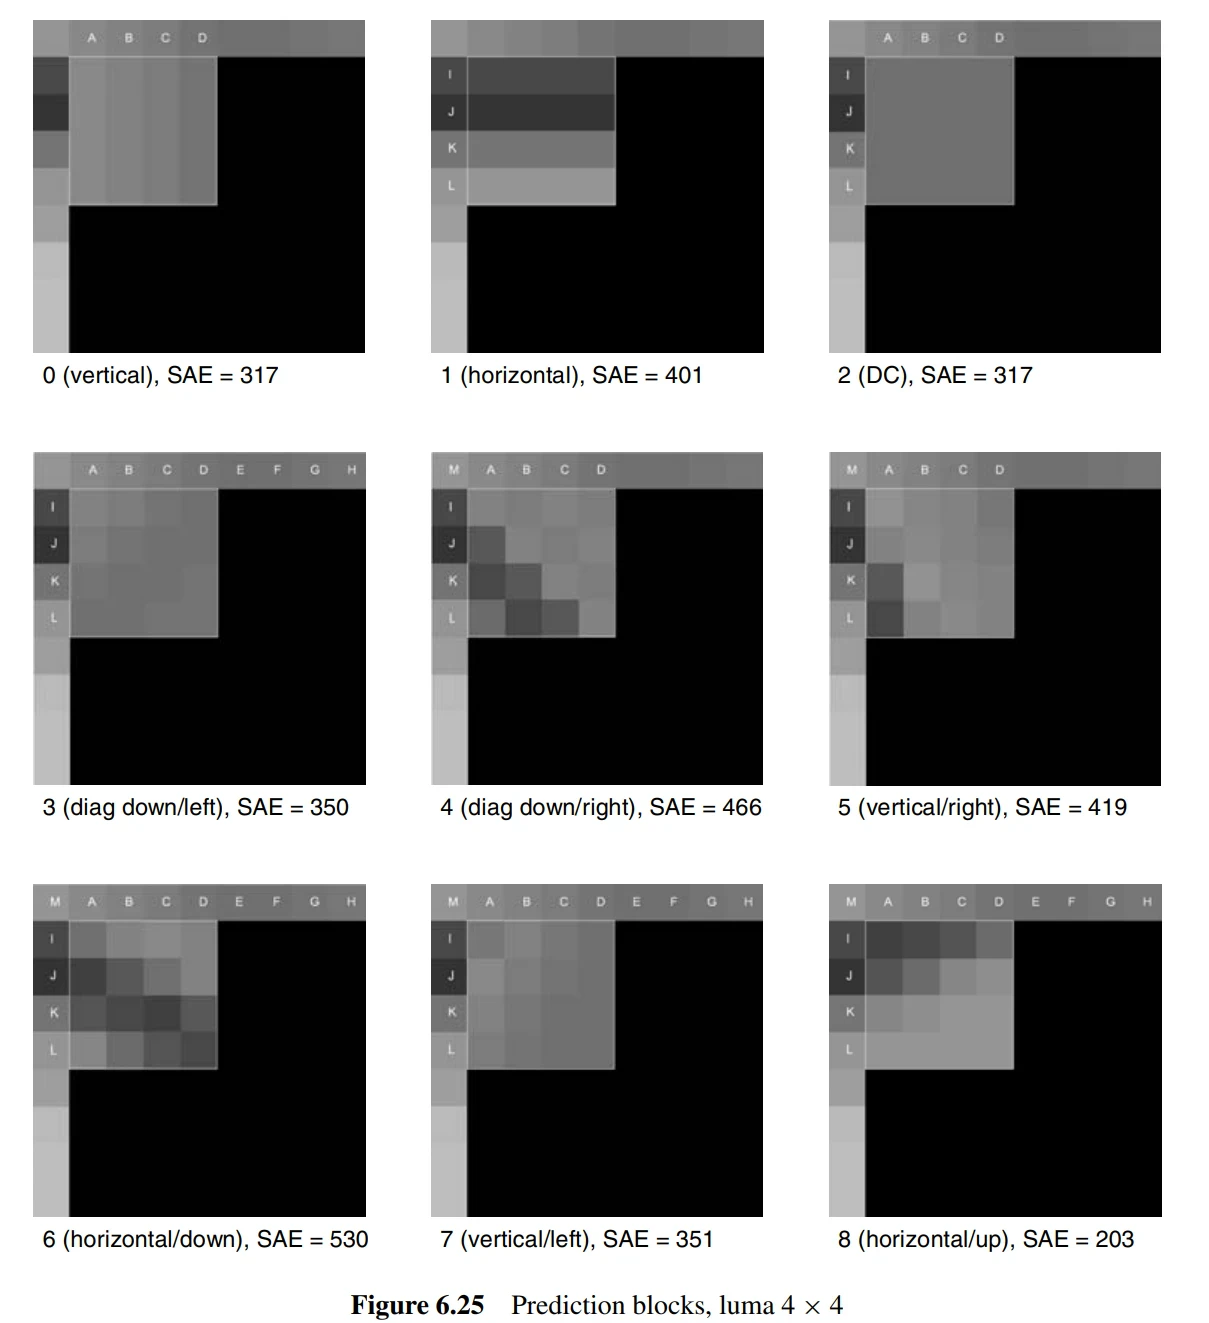 A B C D
I
J
K
L
A B C D
I
J
K
L
0 (vertical), SAE = 317
1 (horizontal), SAE = 401
2 (DC), SAE = 317
A B C D E F G H
I
J
K
L
M A B C D
I
J
K
L
M A B C D
I
J
K
L
3 (diag down/left), SAE = 350
4 (diag down/right), SAE = 466
5 (vertical/right), SAE = 419
M A B C D E F G H
I
J
K
L
M A B C D E F G H
I
J
K
L
M A B C D E F G H
I
J
K
L
6 (horizontal/down), SAE = 530
7 (vertical/left), SAE = 351
8 (horizontal/up), SAE = 203
Figure 6.25 Prediction blocks, luma 4 × 4